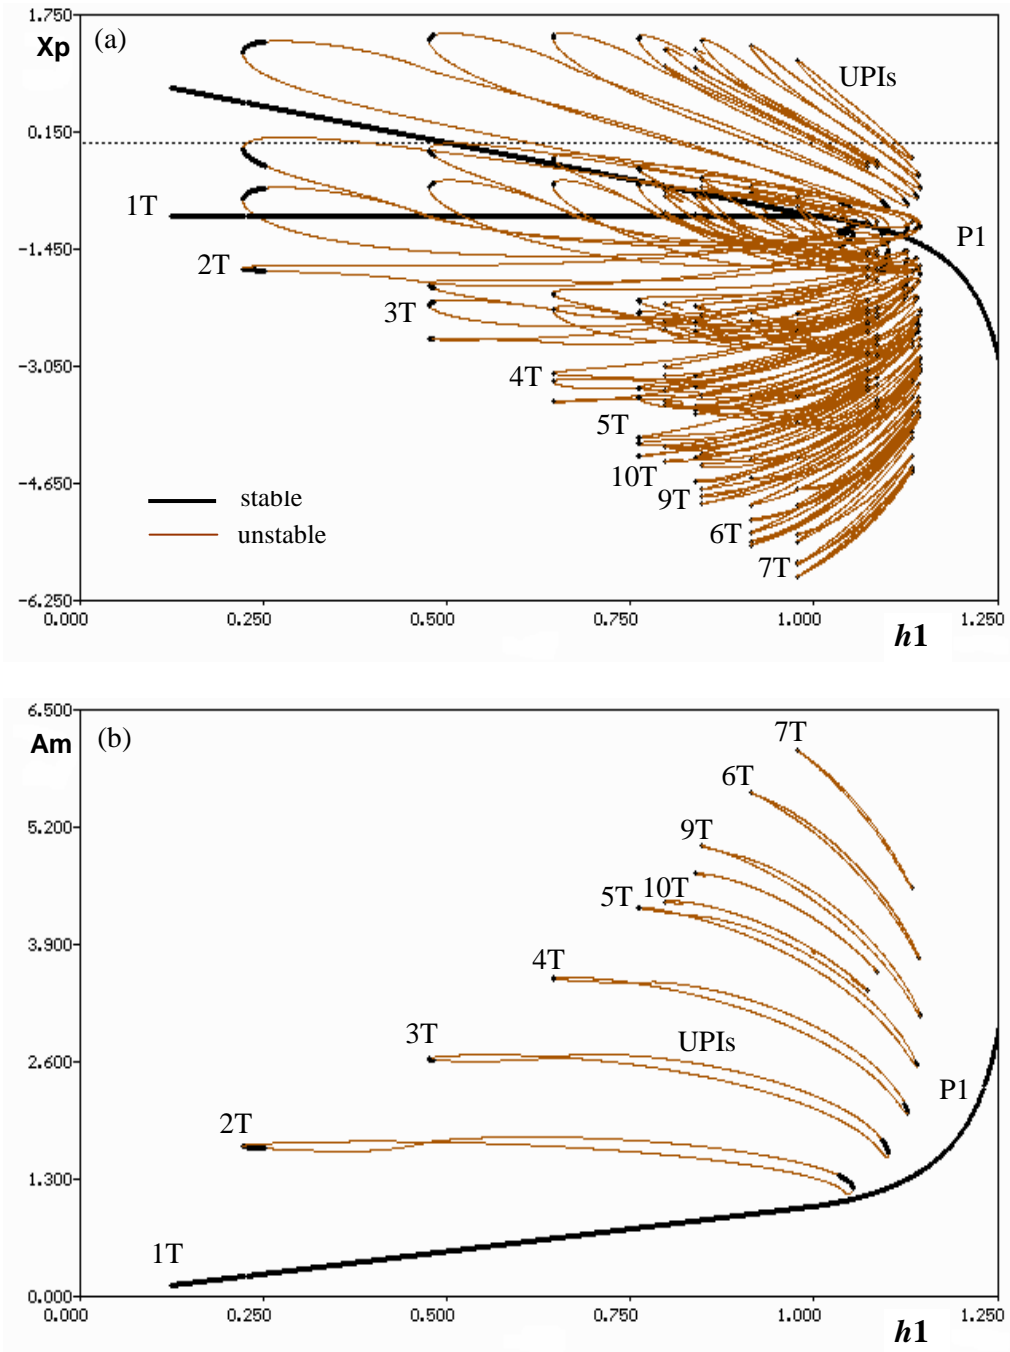 1.750
Xp
(a)
UPIs
0.150
1T
P1
-1.450
2T
3T
-3.050
4T
5T
10T
-4.650
9T
stable
6T
unstable
7T
-6.250
0.000 0.250 0.500 0.750 1.000 1.250
h1
6.500
Am
(b)
7T
6T
5.200
9T
10T
5T
3.900
4T
3T
UPIs
2.600
P1
2T
1.300
1T
0.000
0.000 0.250 0.500 0.750 1.000 1.250
h1